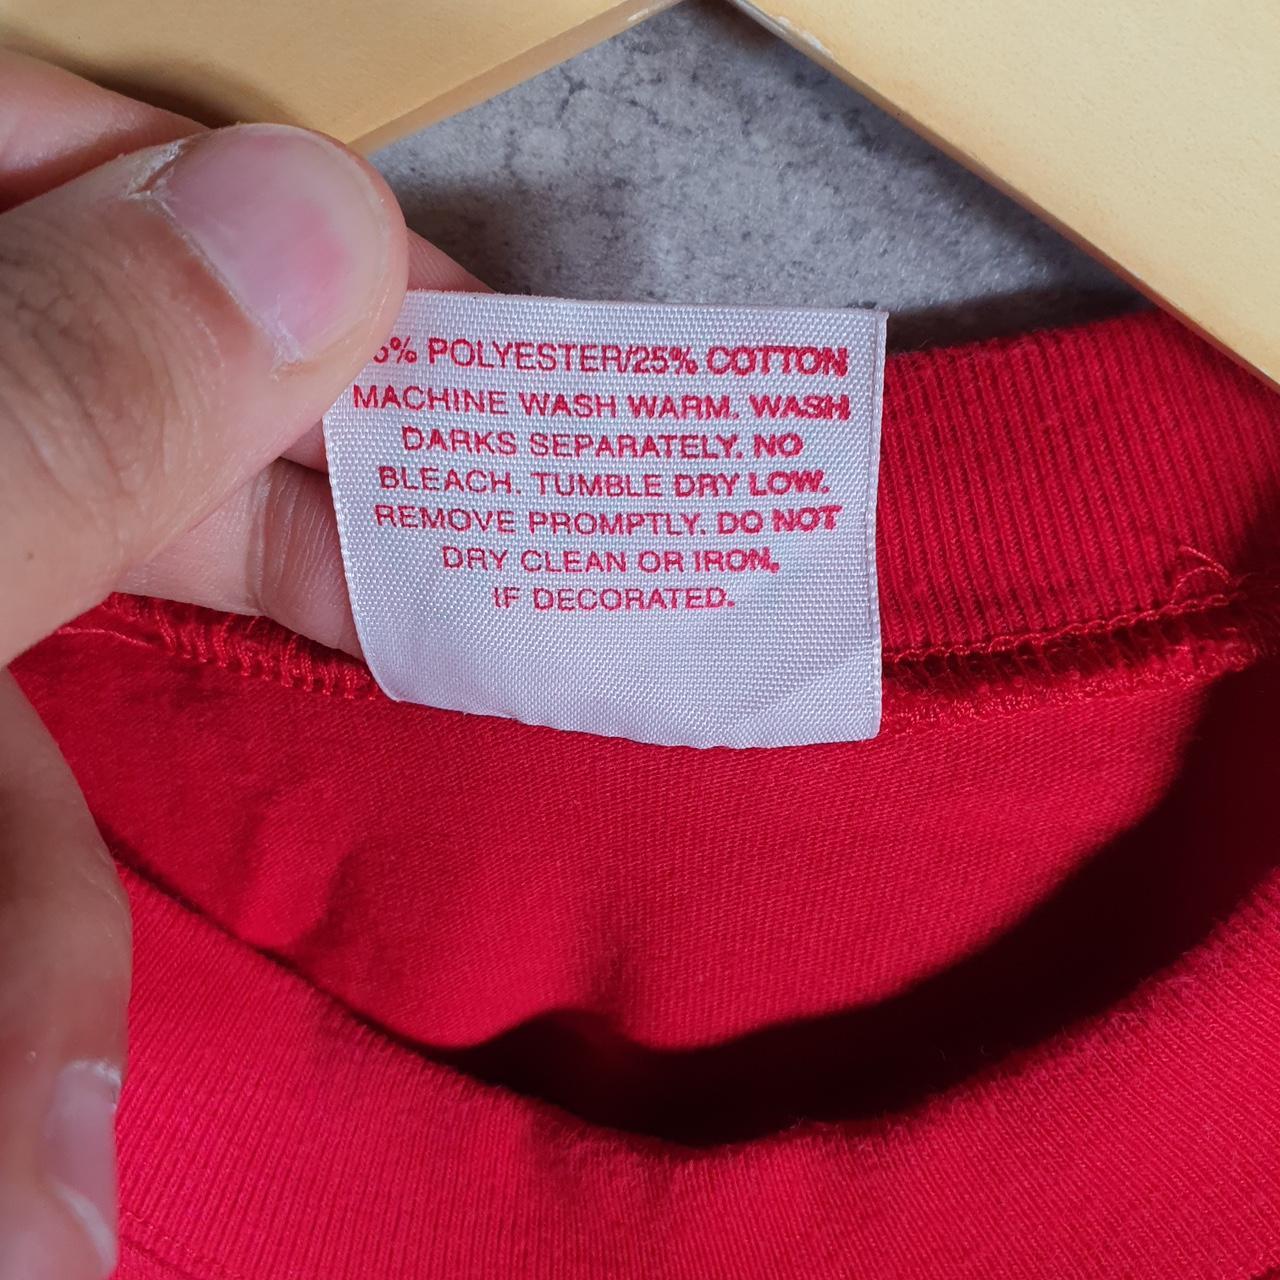 5% POLYESTER/25% COTTON
MACHINE WASH WARM. WASH
DARKS SEPARATELY. NO
BLEACH. TUMBLE DRY LOW.
REMOVE PROMPTLY. DO NOT
DRY CLEAN OR IRON,
IF DECORATED.